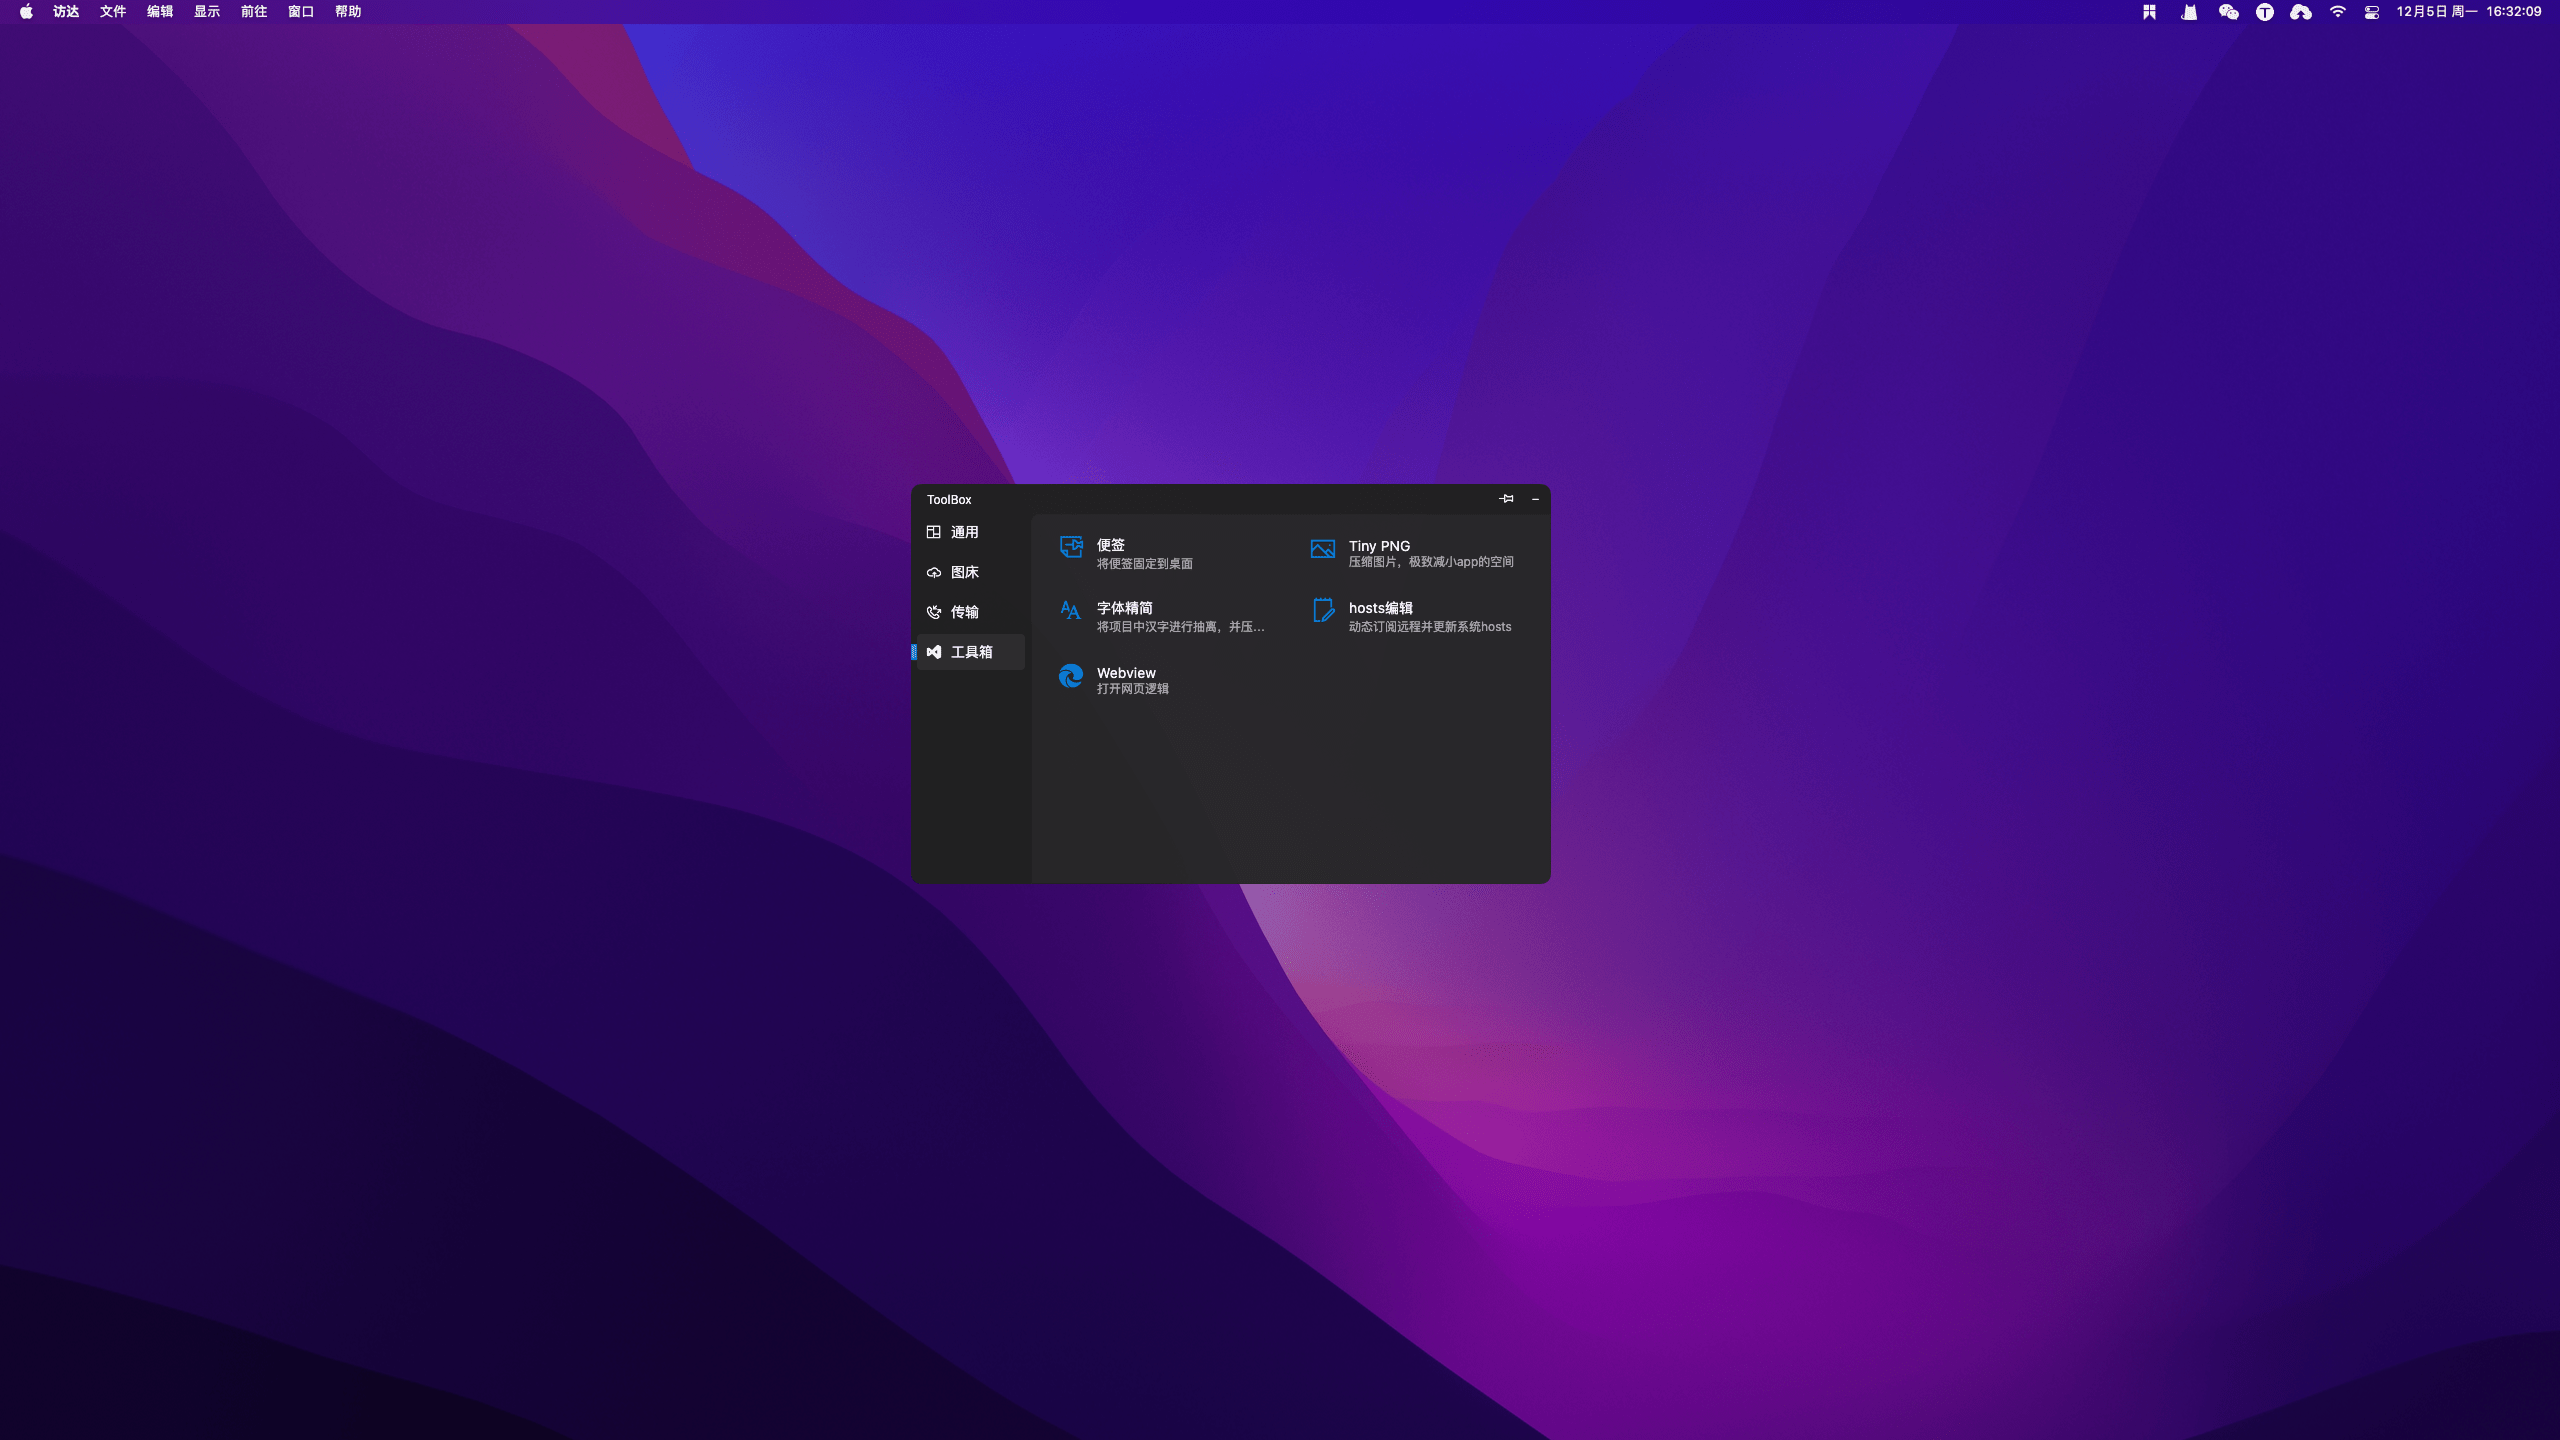 访达 文件 编辑 显示 前往 窗口 帮助
12月5日 周一 16:32:09
ToolBox
通用
图床
传输
工具箱
便签
将便签固定到桌面
Tiny PNG
压缩图片，极致减小app的空间
字体精简
将项目中汉字进行抽离，并压...
hosts编辑
动态订阅远程并更新系统hosts
Webview
打开网页逻辑